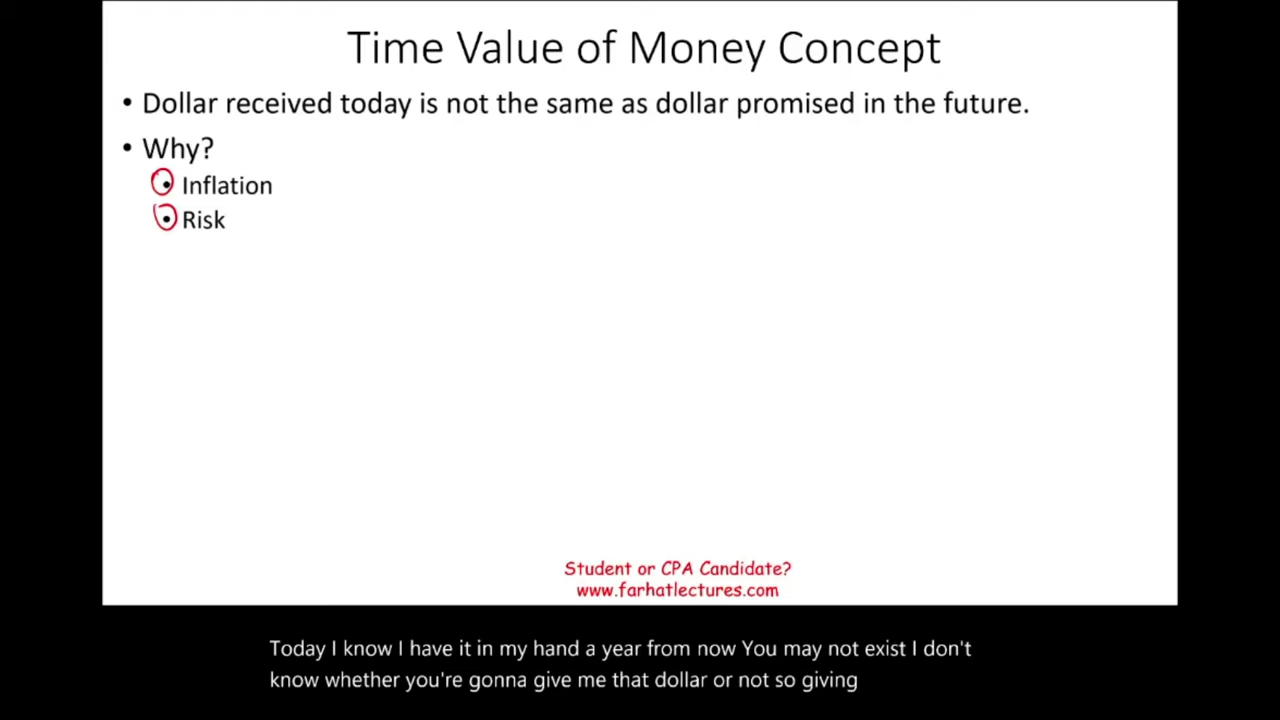 Time Value of Money Concept
• Dollar received today is not the same as dollar promised in the future.
• Why?
• Inflation
• Risk
Student or CPA Candidate?
www.farhatlectures.com
Today I know I have it in my hand a year from now You may not exist I don't
know whether you're gonna give me that dollar or not so giving